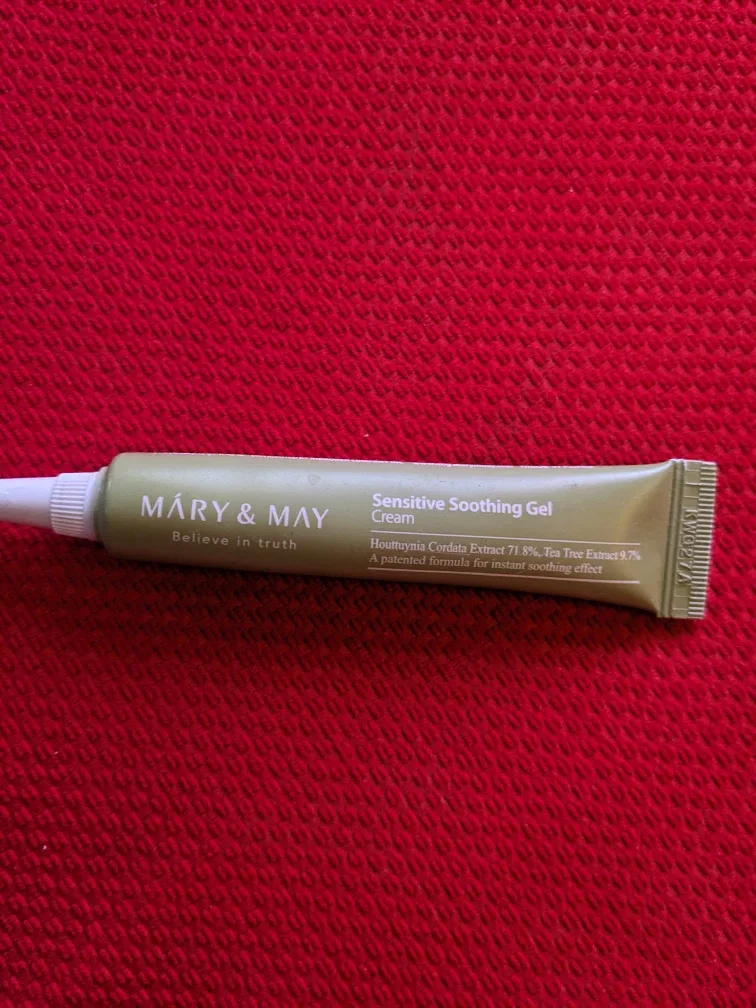 MÁRY & MAY
Believe in truth
Sensitive Soothing Gel
Cream
Houttuynia Cordata Extract 71.8%, Tea Tree Extract 9.7%
A patented formula for instant soothing effect